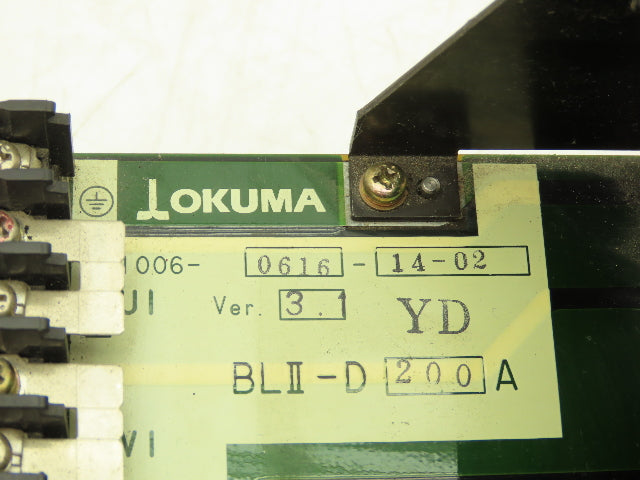 OKUMA
1006- 0616 - 14-02
UI Ver. 3.1 YD
BLII-D 200 A
VI